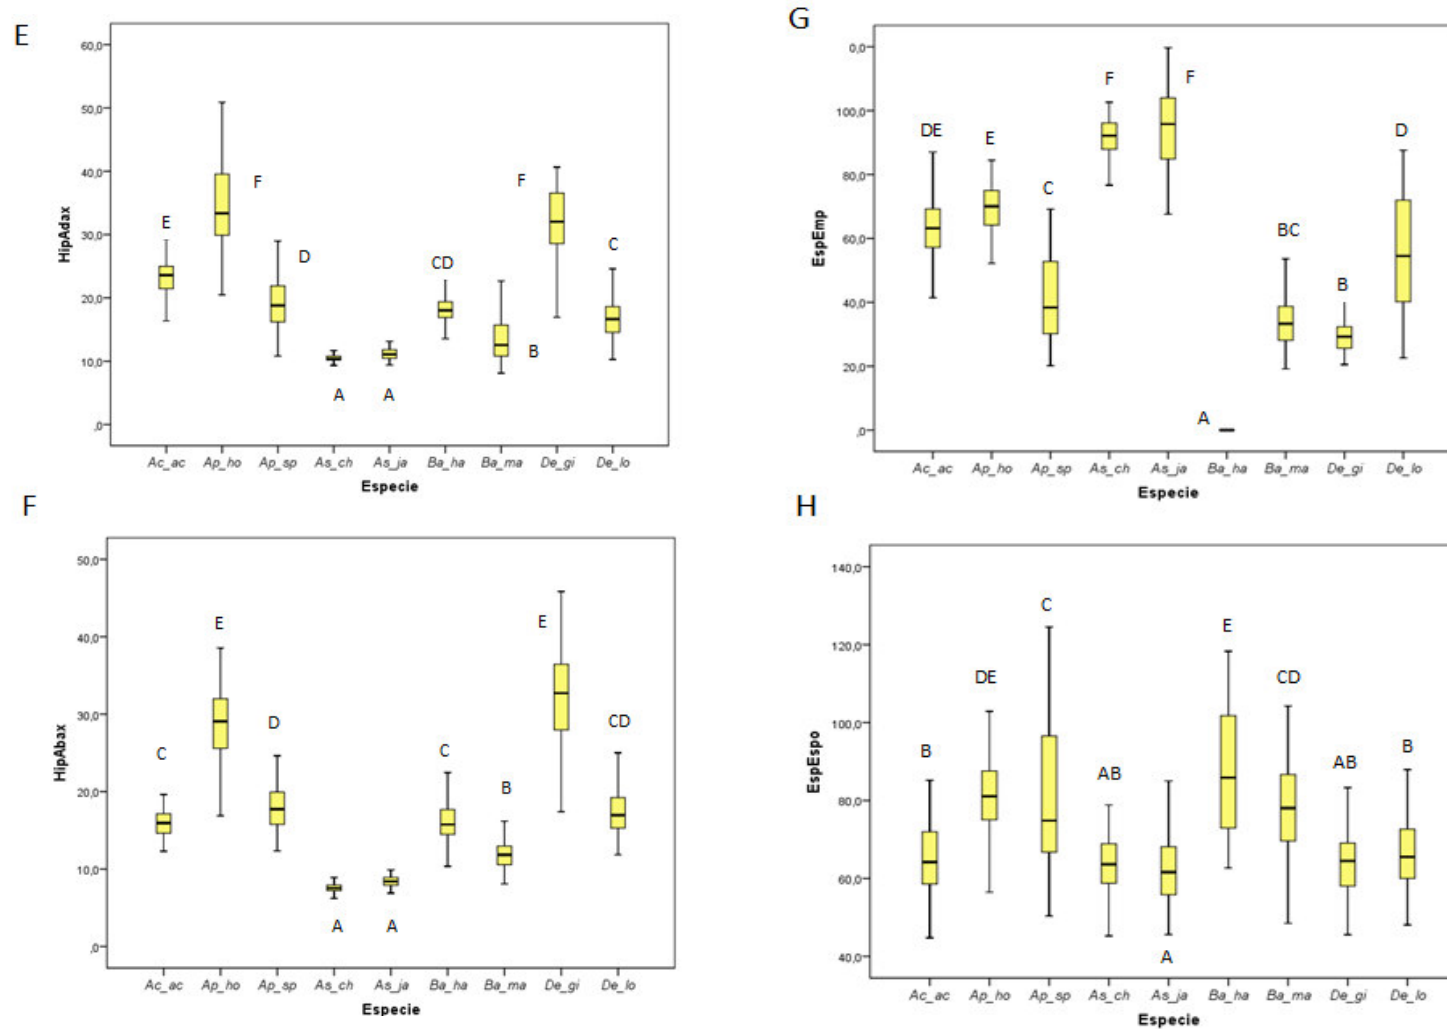 E
HipAdax
60,0
50,0
40,0
30,0
20,0
10,0
,0
E
F
D
A
A
CD
F
B
C
Ac_ac Ap_ho Ap_sp As_ch As_ja Ba_ha Ba_ma De_gi De_lo
Especie
G
EspEmp
0,0
100,0
80,0
60,0
40,0
20,0
,0
DE
E
C
F
F
A
BC
B
D
Ac_ac Ap_ho Ap_sp As_ch As_ja Ba_ha Ba_ma De_gi De_lo
Especie
F
HipAbax
50,0
40,0
30,0
20,0
10,0
,0
C
E
D
A
A
C
B
E
CD
Ac_ac Ap_ho Ap_sp As_ch As_ja Ba_ha Ba_ma De_gi De_lo
Especie
H
EspEspo
140,0
120,0
100,0
80,0
60,0
40,0
B
DE
C
AB
A
E
CD
AB
B
Ac_ac Ap_ho Ap_sp As_ch As_ja Ba_ha Ba_ma De_gi De_lo
Especie